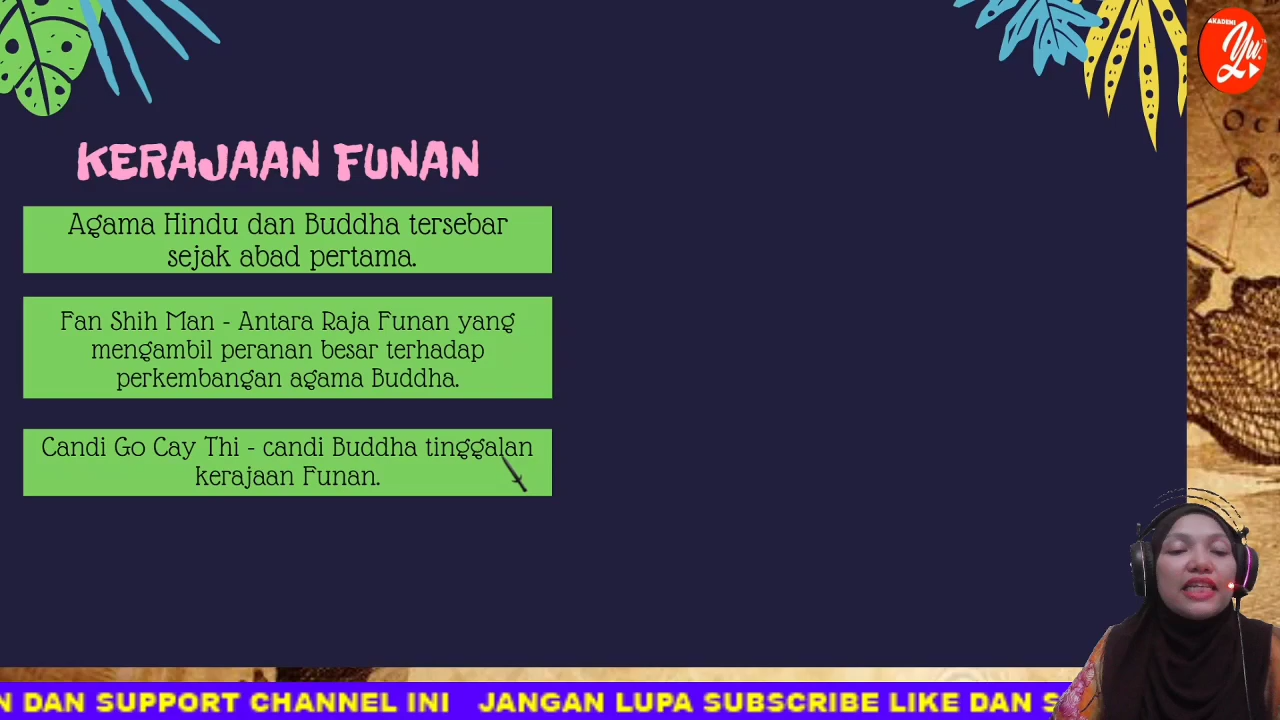 AKADEMI
Yu
KERAJAAN FUNAN
Agama Hindu dan Buddha tersebar
sejak abad pertama.
Fan Shih Man - Antara Raja Funan yang
mengambil peranan besar terhadap
perkembangan agama Buddha.
Candi Go Cay Thi - candi Buddha tinggalan
kerajaan Funan.
N DAN SUPPORT CHANNEL INI JANGAN LUPA SUBSCRIBE LIKE DAN S